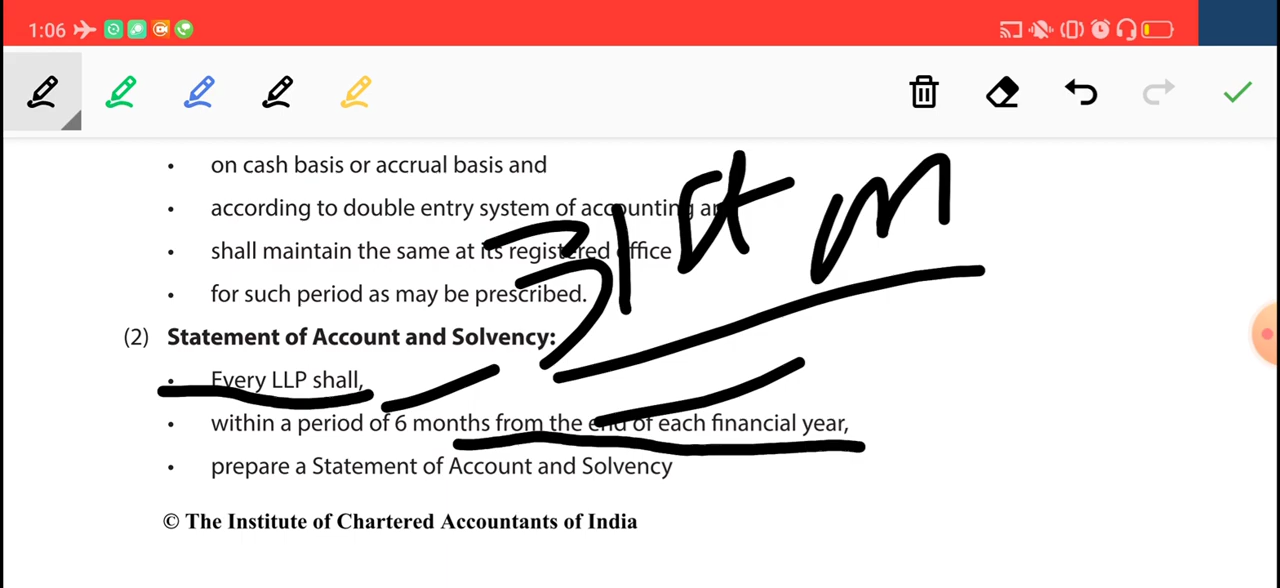 1:06
on cash basis or accrual basis and
according to double entry system of accounting and
shall maintain the same at its registered office
for such period as may be prescribed.
31st m
(2) Statement of Account and Solvency:
Every LLP shall,
within a period of 6 months from the end of each financial year,
prepare a Statement of Account and Solvency
© The Institute of Chartered Accountants of India